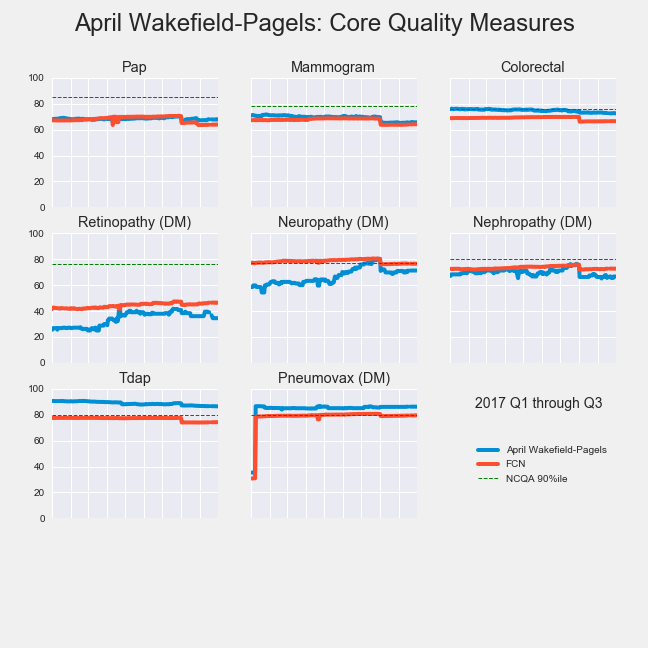 April Wakefield-Pagels: Core Quality Measures
Pap
Mammogram
Colorectal
100
80
60
40
20
0
Retinopathy (DM)
Neuropathy (DM)
Nephropathy (DM)
100
80
60
40
20
0
Tdap
Pneumovax (DM)
100
80
60
40
20
0
2017 Q1 through Q3
April Wakefield-Pagels
FCN
NCQA 90%ile